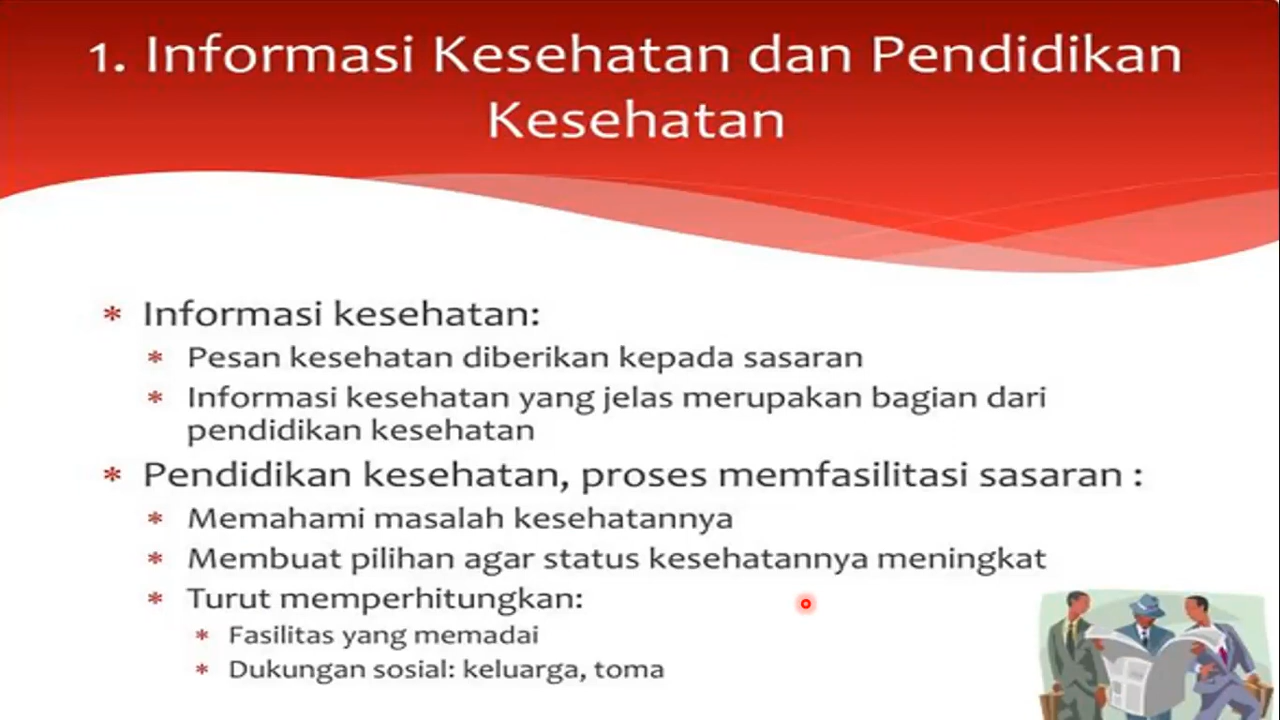 1. Informasi Kesehatan dan Pendidikan
Kesehatan
* Informasi kesehatan:
* Pesan kesehatan diberikan kepada sasaran
* Informasi kesehatan yang jelas merupakan bagian dari
pendidikan kesehatan
* Pendidikan kesehatan, proses memfasilitasi sasaran :
* Memahami masalah kesehatannya
* Membuat pilihan agar status kesehatannya meningkat
* Turut memperhitungkan:
* Fasilitas yang memadai
* Dukungan sosial: keluarga, toma